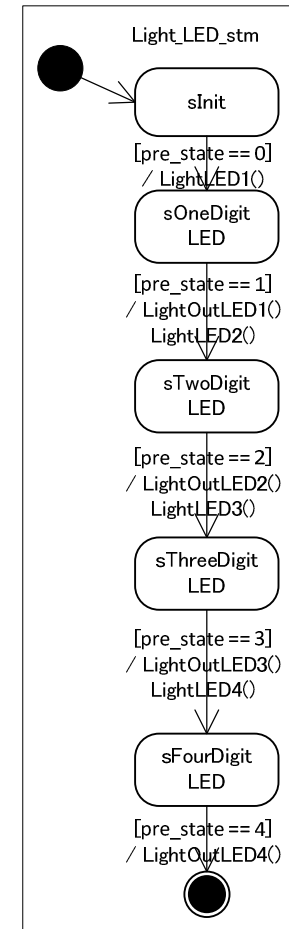 Light_LED_stm
sInit
[pre_state == 0]
/ LightLED1()
sOneDigit
LED
[pre_state == 1]
/ LightOutLED1()
LightLED2()
sTwoDigit
LED
[pre_state == 2]
/ LightOutLED2()
LightLED3()
sThreeDigit
LED
[pre_state == 3]
/ LightOutLED3()
LightLED4()
sFourDigit
LED
[pre_state == 4]
/ LightOutLED4()